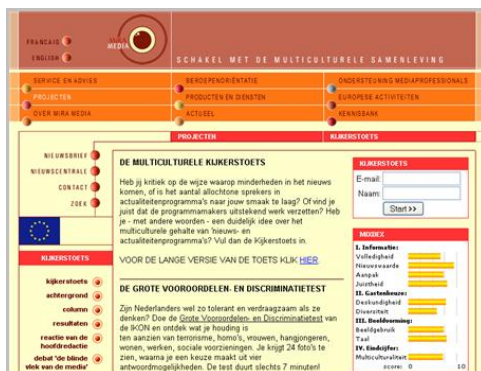 FRANCAIS
ENGLISH
MIRA
MEDIA
SCHAKEL MET DE MULTICULTURELE SAMENLEVING
SERVICE EN ADVIES
BEROEPENORIËNTATIE
ONDERSTEUNING MEDIAPROFESSIONALS
PROJECTEN
PRODUCTEN EN DIENSTEN
EUROPESE ACTIVITEITEN
OVER MIRA MEDIA
ACTUEEL
KENNISBANK
PROJECTEN
KIJKERSTOETS
NIEUWSBRIEF
NIEUWSCENTRALE
CONTACT
ZOEK
KIJKERSTOETS
kijkerstoets
achtergrond
column
resultaten
reactie van de
hoofdredactie
debat 'de blinde
vlek van de media'
DE MULTICULTURELE KIJKERSTOETS
Heb jij kritiek op de wijze waarop minderheden in het nieuws
komen, of is het aantal allochtone sprekers in
actualiteitenprogramma's naar jouw smaak te laag? Of vind je
juist dat de programmamakers uitstekend werk verzetten? Heb
je - met andere woorden - een duidelijk idee over het
multiculturele gehalte van 'nieuws- en
actualiteitenprogramma's? Vul dan de Kijkerstoets in.
VOOR DE LANGE VERSIE VAN DE TOETS KLIK HIER.
DE GROTE VOOROORDELEN- EN DISCRIMINATIETEST
Zijn Nederlanders wel zo tolerant en verdraagzaam als ze
denken? Doe de Grote Vooroordelen- en Discriminatietest van
de IKON en ontdek wat je houding is
ten aanzien van terrorisme, homo's, vrouwen, hangjongeren,
wonen, werken, sociale voorzieningen. Je krijgt 24 foto's te
zien, waarna je een keuze maakt uit vier
antwoordmogelijkheden. De test duurt slechts 7 minuten!
KIJKERSTOETS
E-mail:
Naam:
Start >>
MIXDEX
I. Informatie:
Volledigheid
Nieuwswaarde
Aanpak
Juistheid
II. Gastenkeuze:
Deskundigheid
Diversiteit
III. Beeldvorming:
Beeldgebruik
Taal
IV. Eindcijfer:
Multiculturaliteit
score: 0 10